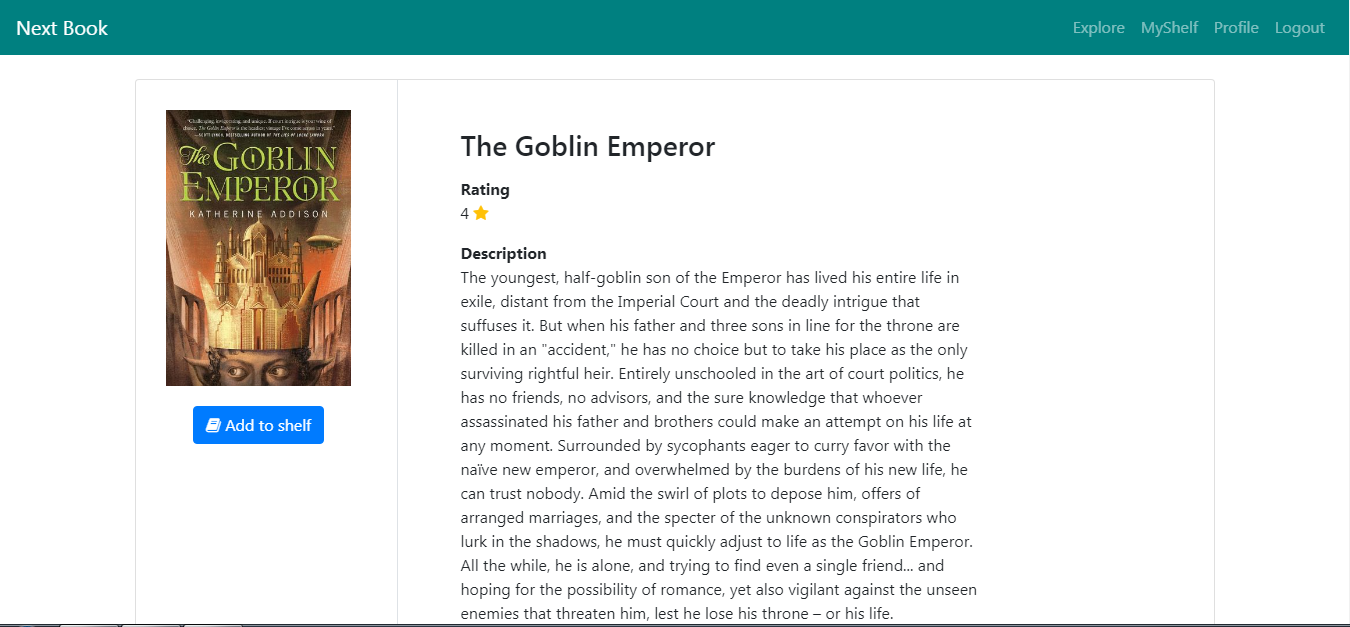 Next Book
Explore MyShelf Profile Logout
"Challenging, invigorating, and unique. If court intrigue is your wine of
choice, The Goblin Emperor is the headiest vintage I've come across in years."
—SCOTT LYNCH, BESTSELLING AUTHOR OF THE LIES OF LOCKE LAMORA
The GOBLIN
EMPEROR
KATHERINE ADDISON
Add to shelf
The Goblin Emperor
Rating
4
Description
The youngest, half-goblin son of the Emperor has lived his entire life in
exile, distant from the Imperial Court and the deadly intrigue that
suffuses it. But when his father and three sons in line for the throne are
killed in an "accident," he has no choice but to take his place as the only
surviving rightful heir. Entirely unschooled in the art of court politics, he
has no friends, no advisors, and the sure knowledge that whoever
assassinated his father and brothers could make an attempt on his life at
any moment. Surrounded by sycophants eager to curry favor with the
naïve new emperor, and overwhelmed by the burdens of his new life, he
can trust nobody. Amid the swirl of plots to depose him, offers of
arranged marriages, and the specter of the unknown conspirators who
lurk in the shadows, he must quickly adjust to life as the Goblin Emperor.
All the while, he is alone, and trying to find even a single friend... and
hoping for the possibility of romance, yet also vigilant against the unseen
enemies that threaten him, lest he lose his throne – or his life.